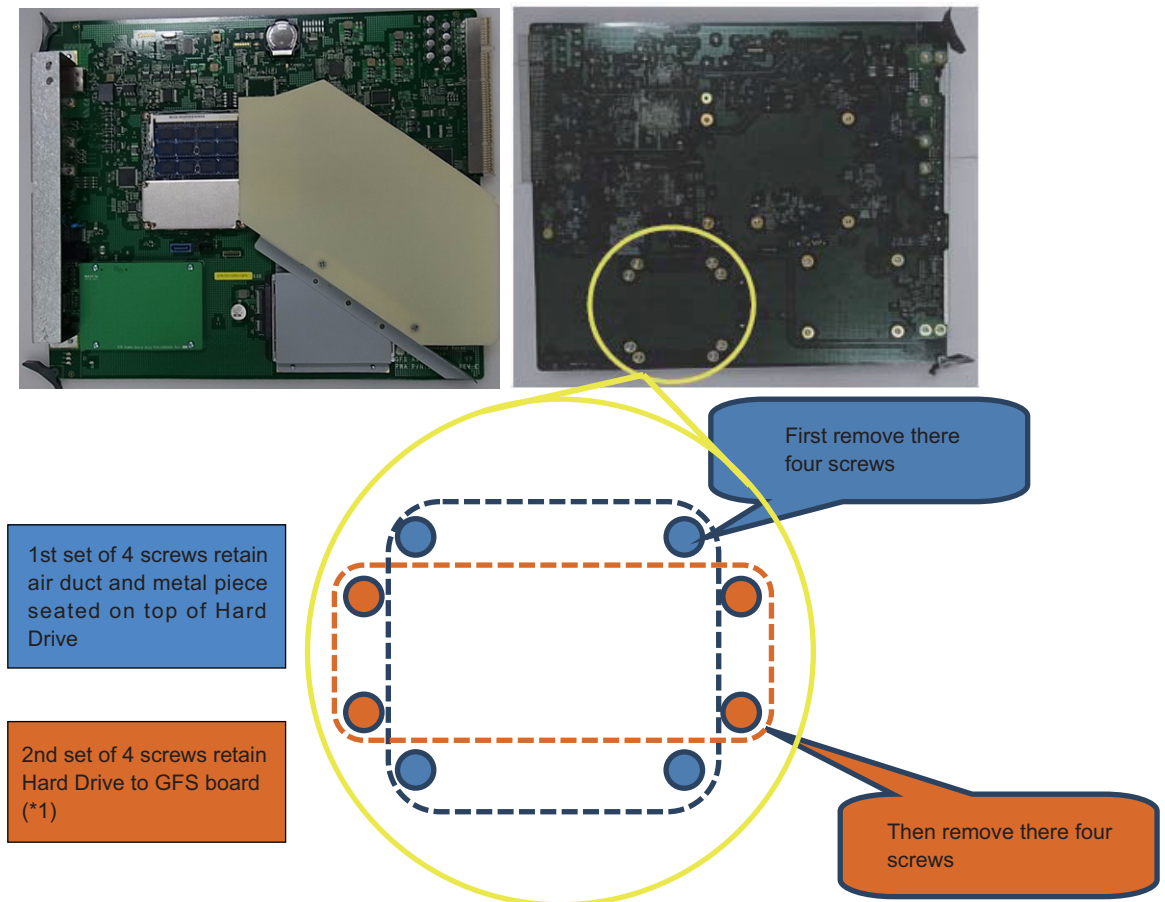 First remove there
four screws
1st set of 4 screws retain
air duct and metal piece
seated on top of Hard
Drive
2nd set of 4 screws retain
Hard Drive to GFS board
(*1)
Then remove there four
screws